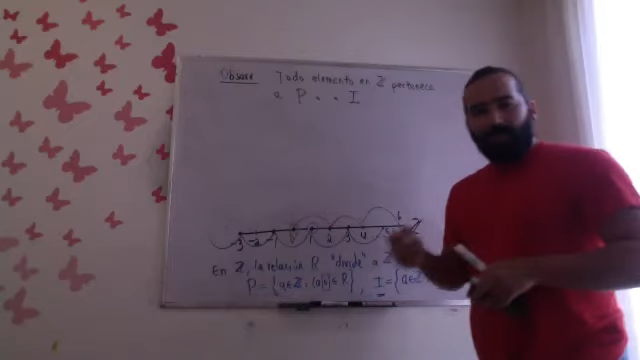 Observe Todo elemento en ℤ pertenece
a P o a I
-3 -2 -1 0 1 2 3 4 5 6 ℤ
En ℤ, la relación R "divide" a ℤ
P = {a∈ℤ: (a,2)∈R}, I = {a∈ℤ